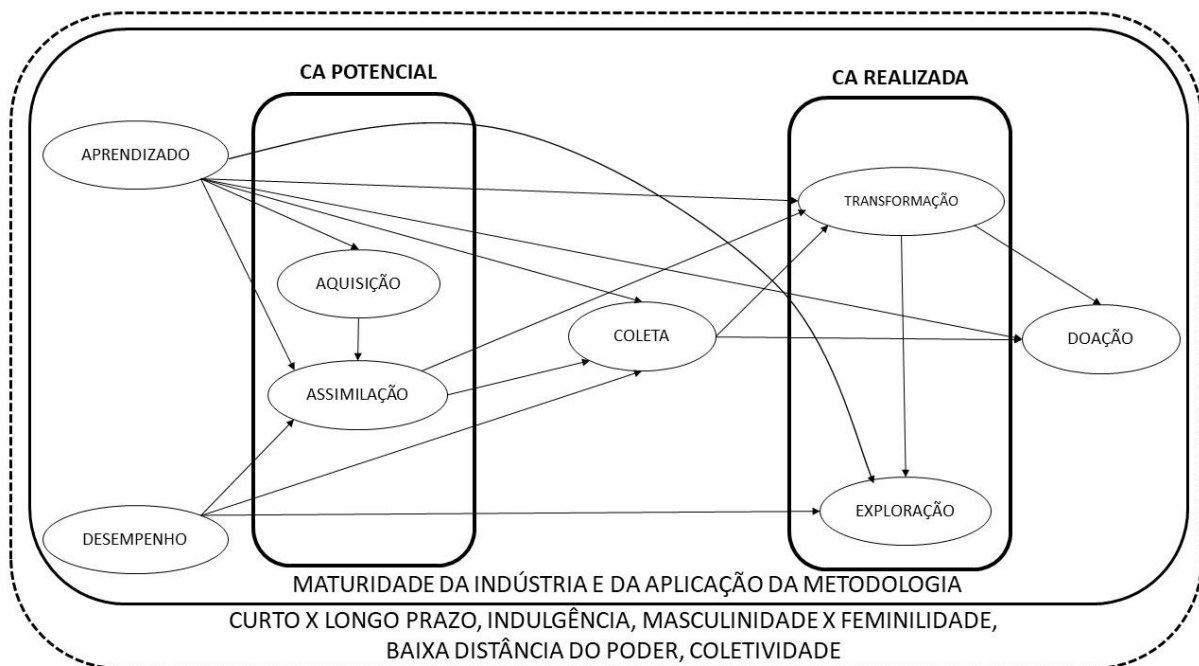 CA POTENCIAL
CA REALIZADA
APRENDIZADO
TRANSFORMAÇÃO
AQUISIÇÃO
COLETA
DOAÇÃO
ASSIMILAÇÃO
EXPLORAÇÃO
DESEMPENHO
MATURIDADE DA INDÚSTRIA E DA APLICAÇÃO DA METODOLOGIA
CURTO X LONGO PRAZO, INDULGÊNCIA, MASCULINIDADE X FEMINILIDADE,
BAIXA DISTÂNCIA DO PODER, COLETIVIDADE